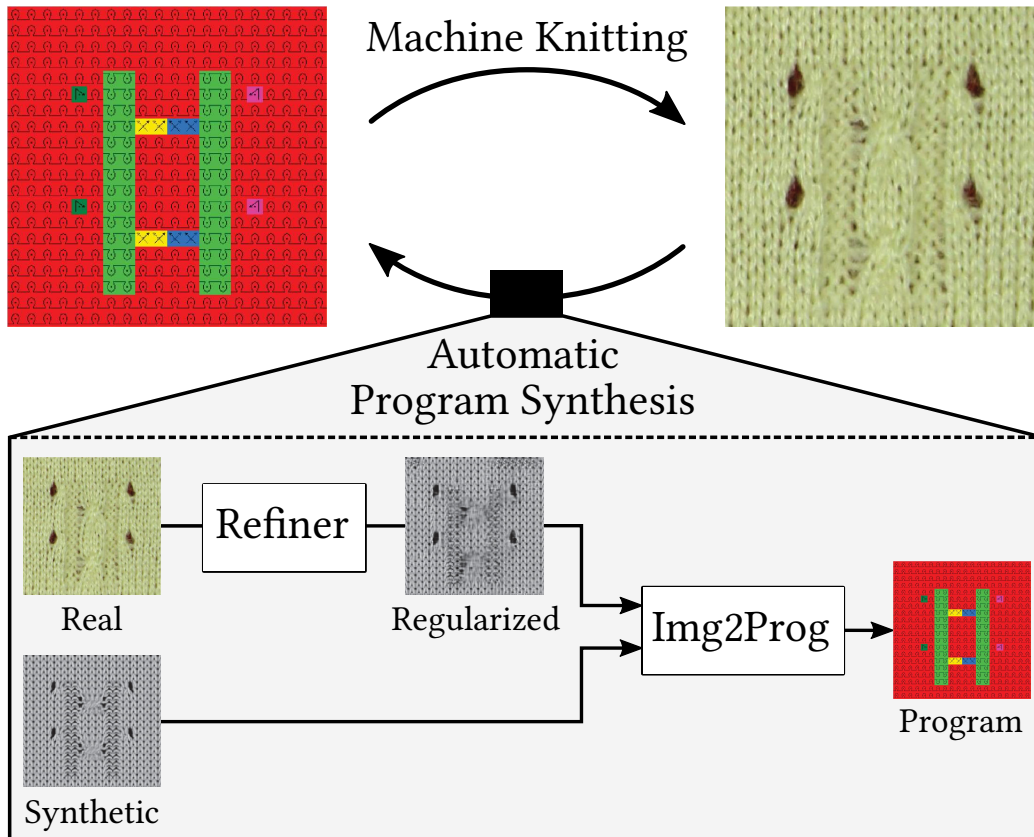 Machine Knitting
Automatic
Program Synthesis
Refiner
Real
Regularized
Img2Prog
Program
Synthetic